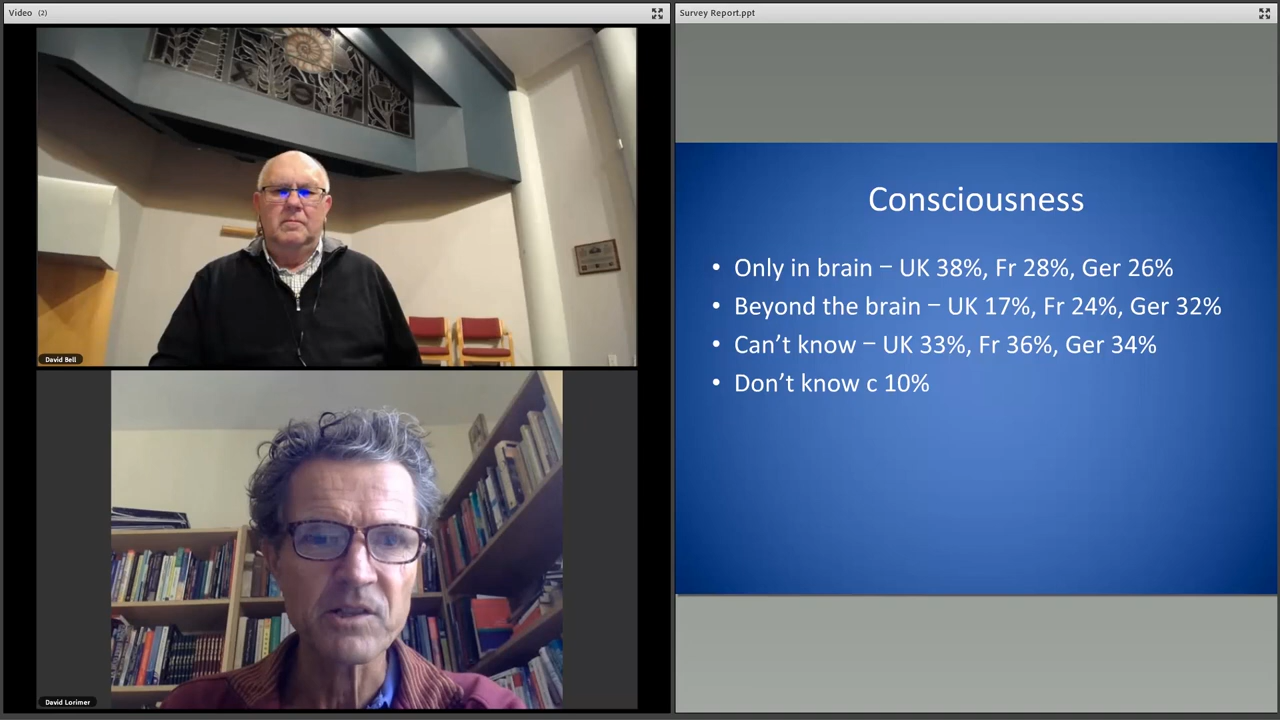 Video (2)
David Bell
David Lorimer
Survey Report.ppt
Consciousness
• Only in brain – UK 38%, Fr 28%, Ger 26%
• Beyond the brain – UK 17%, Fr 24%, Ger 32%
• Can’t know – UK 33%, Fr 36%, Ger 34%
• Don’t know c 10%